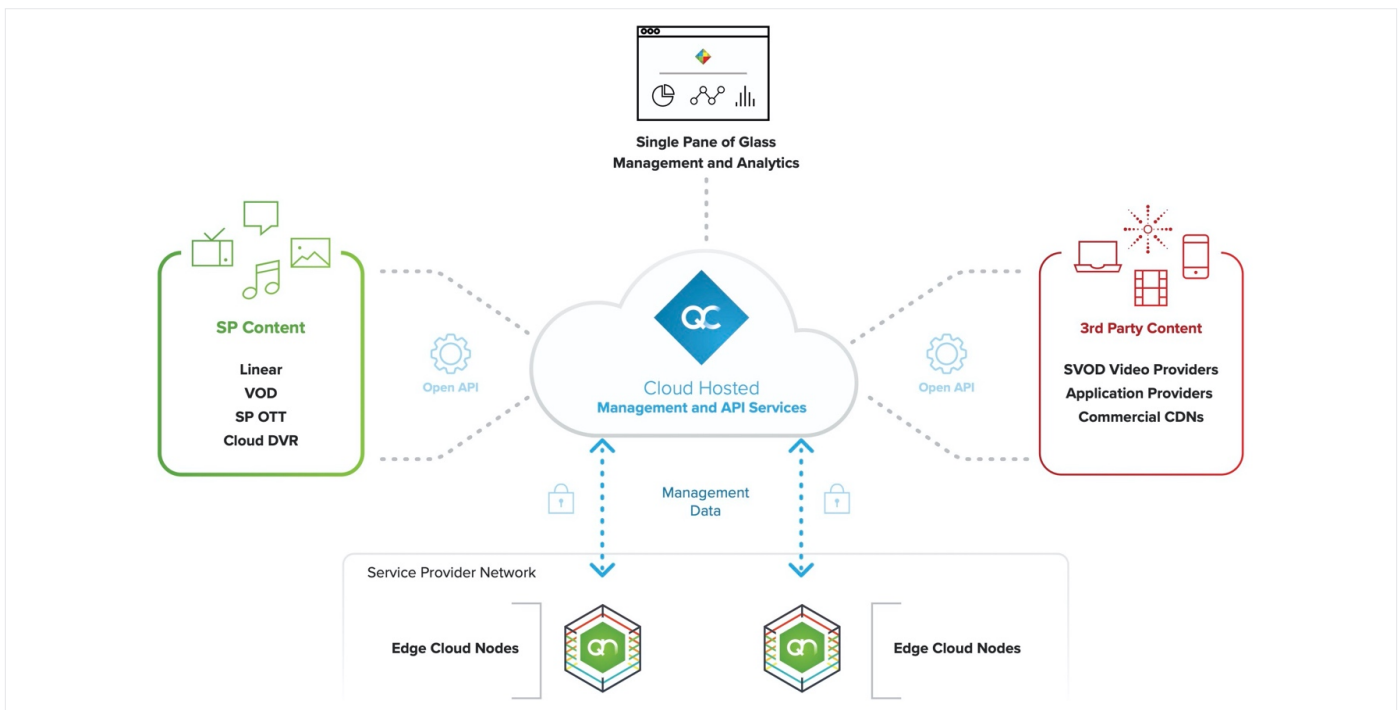 Single Pane of Glass
Management and Analytics
SP Content
Linear
VOD
SP OTT
Cloud DVR
Open API
QC
Cloud Hosted
Management and API Services
Open API
3rd Party Content
SVOD Video Providers
Application Providers
Commercial CDNs
Management
Data
Service Provider Network
Edge Cloud Nodes
Qn
Qn
Edge Cloud Nodes